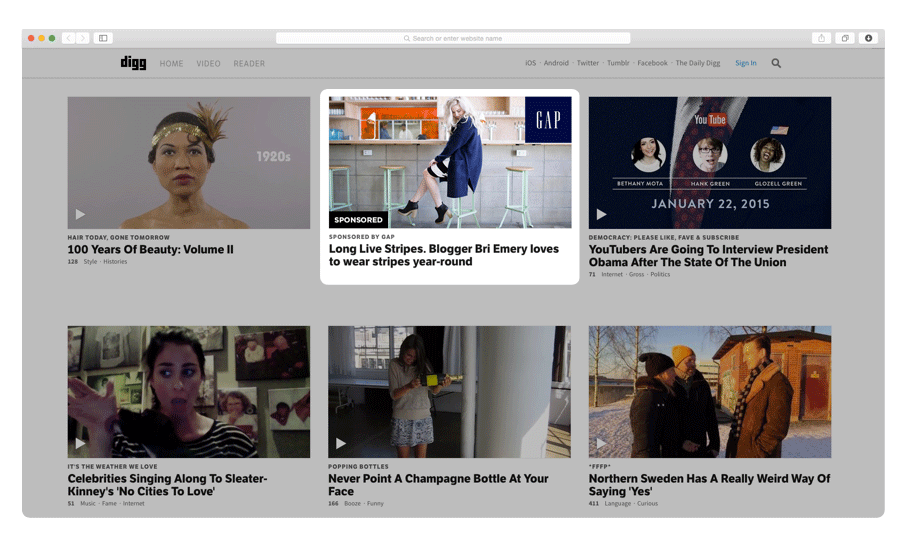 Search or enter website name
digg HOME VIDEO READER
iOS · Android · Twitter · Tumblr · Facebook · The Daily Digg Sign In
1920s
HAIR TODAY, GONE TOMORROW
100 Years Of Beauty: Volume II
128 Style · Histories
GAP
SPONSORED
SPONSORED BY GAP
Long Live Stripes. Blogger Bri Emery loves
to wear stripes year-round
You Tube
BETHANY MOTA HANK GREEN GLOZELL GREEN
JANUARY 22, 2015
DEMOCRACY: PLEASE LIKE, FAVE & SUBSCRIBE
YouTubers Are Going To Interview President
Obama After The State Of The Union
71 Internet · Gross · Politics
IT'S THE WEATHER WE LOVE
Celebrities Singing Along To Sleater-
Kinney's 'No Cities To Love'
51 Music · Fame · Internet
POPPING BOTTLES
Never Point A Champagne Bottle At Your
Face
166 Booze · Funny
*FFFP*
Northern Sweden Has A Really Weird Way Of
Saying 'Yes'
411 Language · Curious